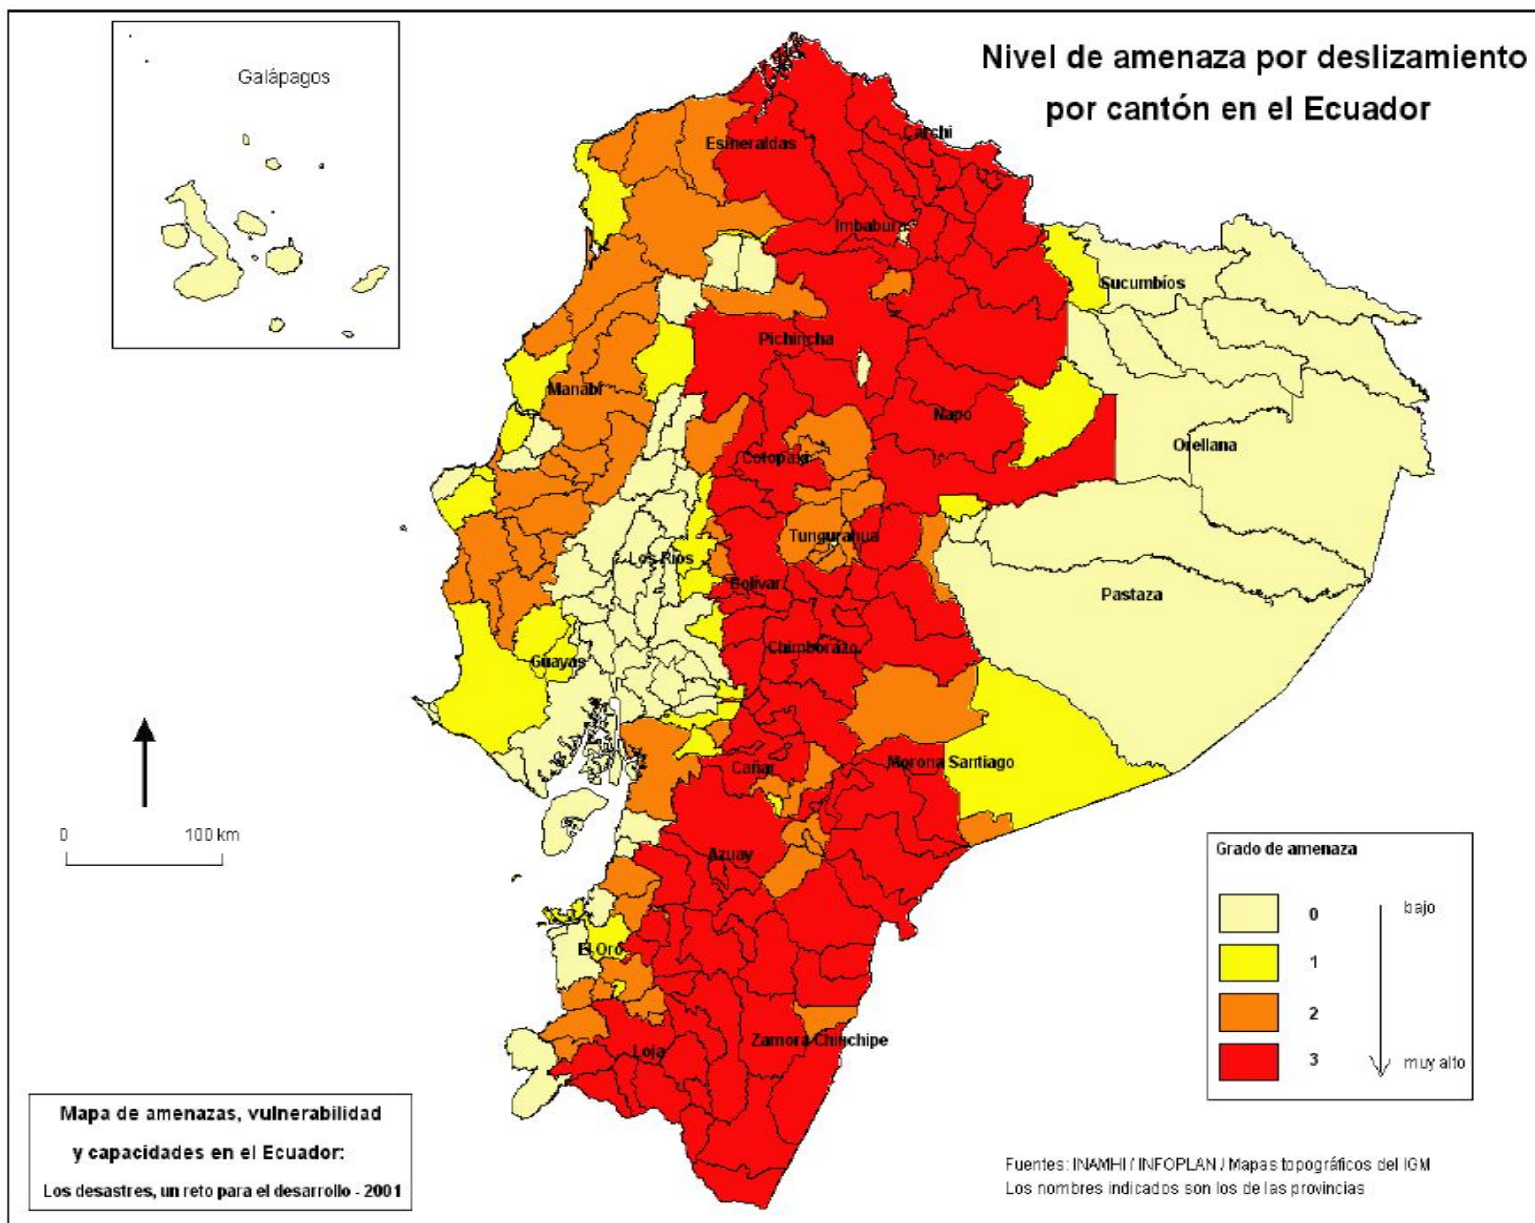 Galápagos
Nivel de amenaza por deslizamiento
por cantón en el Ecuador
Esmeraldas
Carchi
Imbabura
Sucumbíos
Pichincha
Manabí
Napo
Orellana
Cotopaxi
Tungurahua
Los Ríos
Bolívar
Pastaza
Chimborazo
Guayas
Cañar
Morona Santiago
0
100 km
Azuay
El Oro
Zamora Chinchipe
Loja
Grado de amenaza
0
bajo
1
2
3
muy alto
Mapa de amenazas, vulnerabilidad
y capacidades en el Ecuador:
Los desastres, un reto para el desarrollo - 2001
Fuentes: INAMHI / INFOPLAN / Mapas topográficos del IGM
Los nombres indicados son los de las provincias